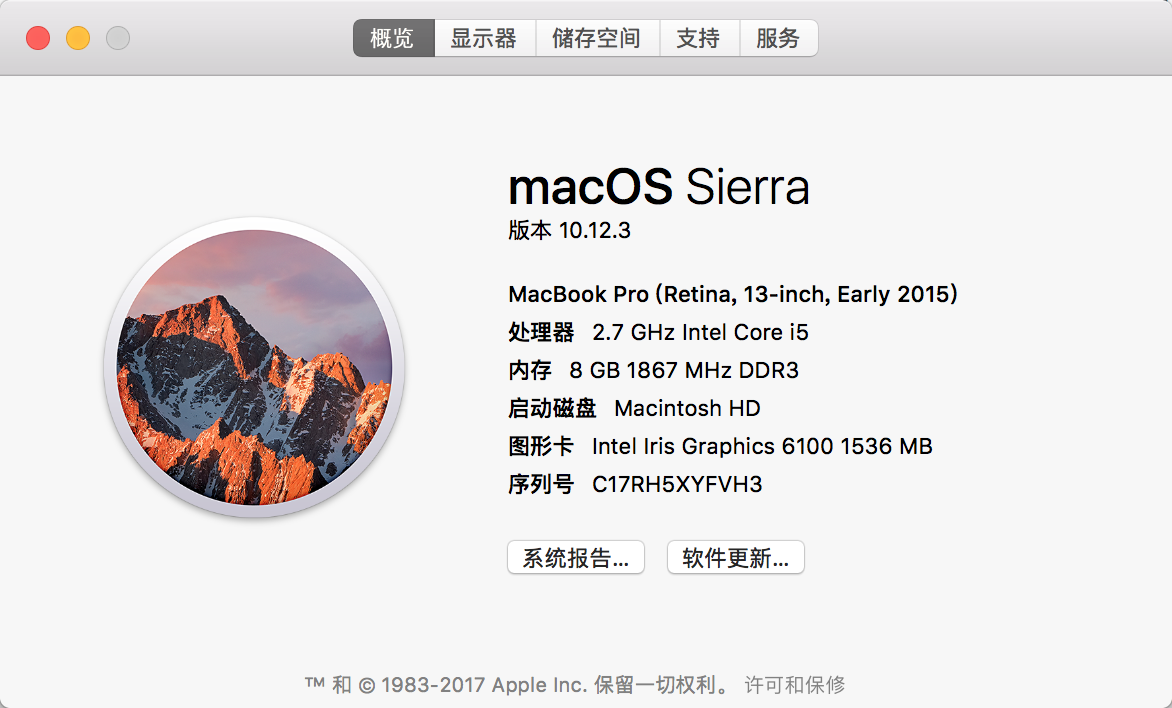 概览 显示器 储存空间 支持 服务
macOS Sierra
版本 10.12.3
MacBook Pro (Retina, 13-inch, Early 2015)
处理器 2.7 GHz Intel Core i5
内存 8 GB 1867 MHz DDR3
启动磁盘 Macintosh HD
图形卡 Intel Iris Graphics 6100 1536 MB
序列号 C17RH5XYFVH3
系统报告... 软件更新...
™ 和 © 1983-2017 Apple Inc. 保留一切权利。 许可和保修